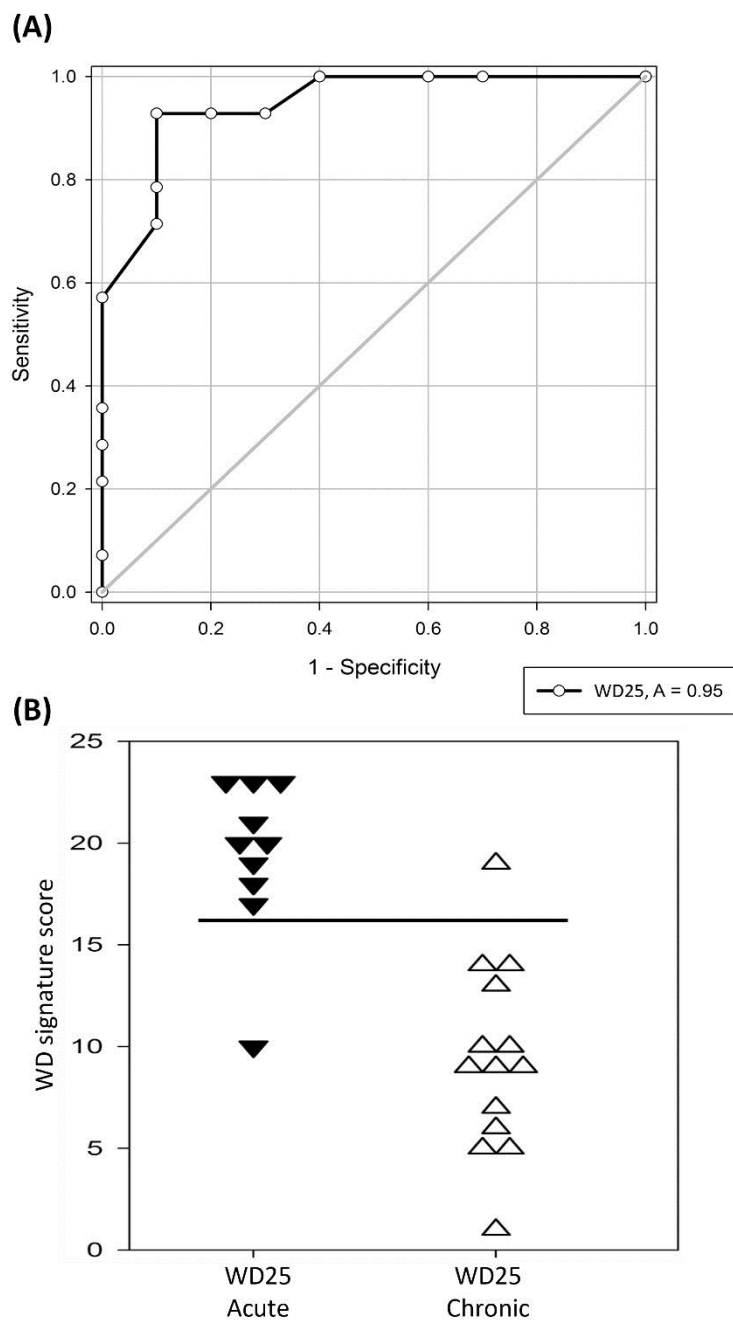 (A)
1.0
0.8
0.6
0.4
0.2
0.0
Sensitivity
0.0 0.2 0.4 0.6 0.8 1.0
1 - Specificity
WD25, A = 0.95
(B)
25
20
15
10
5
0
WD signature score
WD25 WD25
Acute Chronic